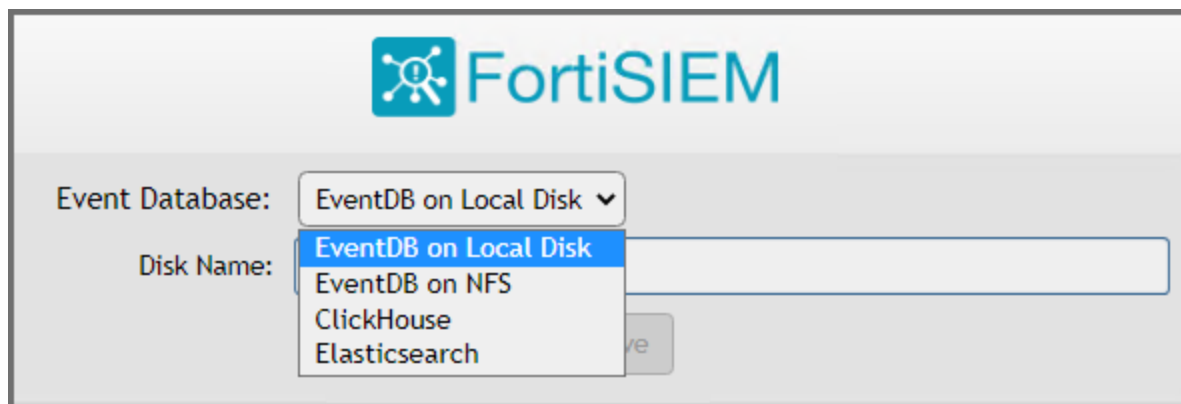 FortiSIEM
Event Database: EventDB on Local Disk
EventDB on Local Disk
Disk Name:
EventDB on NFS
ClickHouse
Elasticsearch